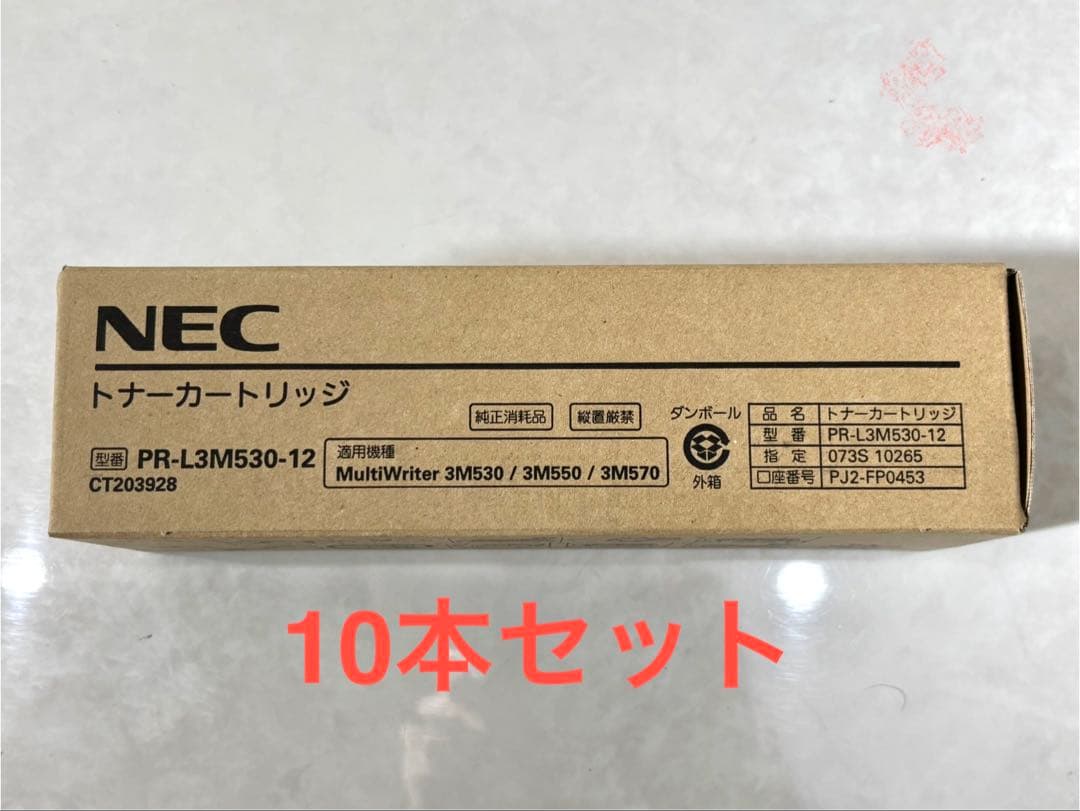 NEC
トナーカートリッジ
純正消耗品 縦置厳禁
型番 PR-L3M530-12
CT203928
適用機種
MultiWriter 3M530 / 3M550 / 3M570
ダンボール
外箱
品名 トナーカートリッジ
型番 PR-L3M530-12
指定 073S 10265
口座番号 PJ2-FP0453
10本セット